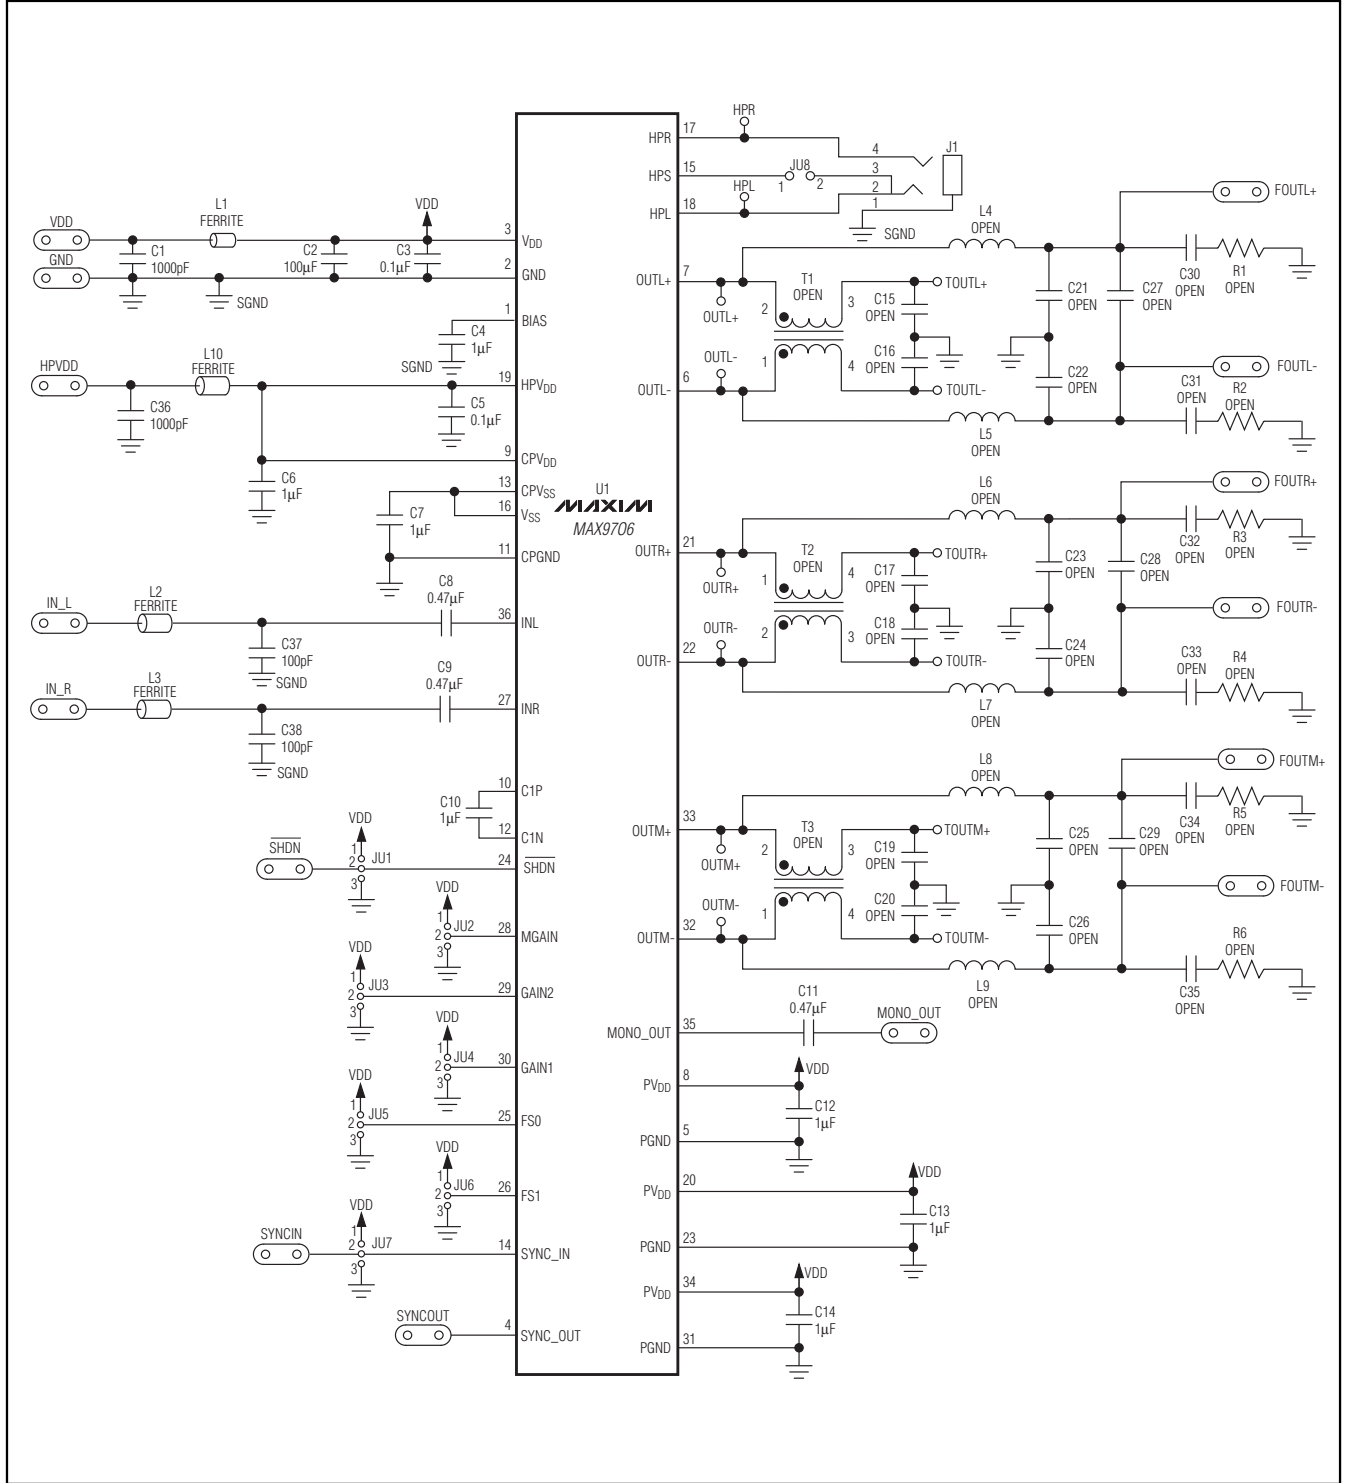 HPR
HPR 17
4
J1
HPS 15
JU8
1 2
3
HPL
HPL 18
2
1
SGND
L1
FERRITE
VDD
VDD
GND
C1
1000pF
C2
100µF
C3
0.1µF
SGND
3 VDD
2 GND
1 BIAS
C4
1µF
SGND
HPVDD
L10
FERRITE
C36
1000pF
19 HPVDD
C5
0.1µF
9 CPVDD
C6
1µF
13 CPVSS
16 VSS
C7
1µF
11 CPGND
IN_L
L2
FERRITE
C8
0.47µF
36 INL
C37
100pF
SGND
IN_R
L3
FERRITE
C9
0.47µF
27 INR
C38
100pF
SGND
10 C1P
C10
1µF
12 C1N
VDD
SHDN
1
2
3
JU1
24 SHDN
VDD
1
2
3
JU2
28 MGAIN
VDD
1
2
3
JU3
29 GAIN2
VDD
1
2
3
JU4
30 GAIN1
VDD
1
2
3
JU5
25 FS0
VDD
1
2
3
JU6
26 FS1
VDD
SYNCIN
1
2
3
JU7
14 SYNC_IN
SYNCOUT
4 SYNC_OUT
U1
MAXIM
MAX9706
OUTL+ 7
OUTL+
T1
OPEN
2
3
1
4
OUTL-
OUTL- 6
TOUTL+
C15
OPEN
C16
OPEN
TOUTL-
L4
OPEN
L5
OPEN
C21
OPEN
C22
OPEN
C27
OPEN
FOUTL+
C30
OPEN
R1
OPEN
FOUTL-
C31
OPEN
R2
OPEN
OUTR+ 21
OUTR+
T2
OPEN
1
4
2
3
OUTR-
OUTR- 22
TOUTR+
C17
OPEN
C18
OPEN
TOUTR-
L6
OPEN
L7
OPEN
C23
OPEN
C24
OPEN
C28
OPEN
FOUTR+
C32
OPEN
R3
OPEN
FOUTR-
C33
OPEN
R4
OPEN
OUTM+ 33
OUTM+
T3
OPEN
2
3
1
4
OUTM-
OUTM- 32
TOUTM+
C19
OPEN
C20
OPEN
TOUTM-
L8
OPEN
L9
OPEN
C25
OPEN
C26
OPEN
C29
OPEN
FOUTM+
C34
OPEN
R5
OPEN
FOUTM-
C35
OPEN
R6
OPEN
MONO_OUT 35
C11
0.47µF
MONO_OUT
PVDD 8
VDD
C12
1µF
PGND 5
PVDD 20
VDD
C13
1µF
PGND 23
PVDD 34
VDD
C14
1µF
PGND 31